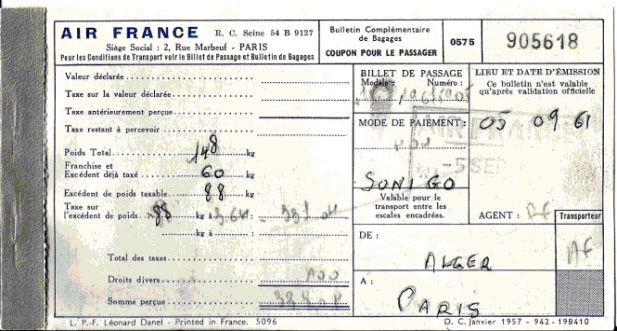 AIR FRANCE R. C. Seine 54 B 9127
Siège Social : 2, Rue Marbeuf - PARIS
Pour les Conditions de Transport voir le Billet de Passage et Bulletin de Bagages
Bulletin Complémentaire
de Bagages
COUPON POUR LE PASSAGER
0575
905618
Valeur déclarée
Taxe sur la valeur déclarée
Taxe antérieurement perçue
Taxe restant à percevoir
Poids Total 148 kg
Franchise et
Excédent déjà taxé 60 kg
Excédent de poids taxable 88 kg
Taxe sur
l'excédent de poids 88 kg à
kg à
Total des taxes
Droits divers
Somme perçue
BILLET DE PASSAGE
Modèle : Numéro :
MODE DE PAIEMENT :
AIR FRANCE
-5 SEP
SONIGO
Valable pour le
transport entre les
escales encadrées.
LIEU ET DATE D'ÉMISSION
Ce bulletin n'est valable
qu'après validation officielle
05 09 61
AGENT : AF
Transporteur
AF
DE :
ALGER
A :
PARIS
L. P.-F. Léonard Danel - Printed in France. 5096
D. C. Janvier 1957 - 942 - 198410